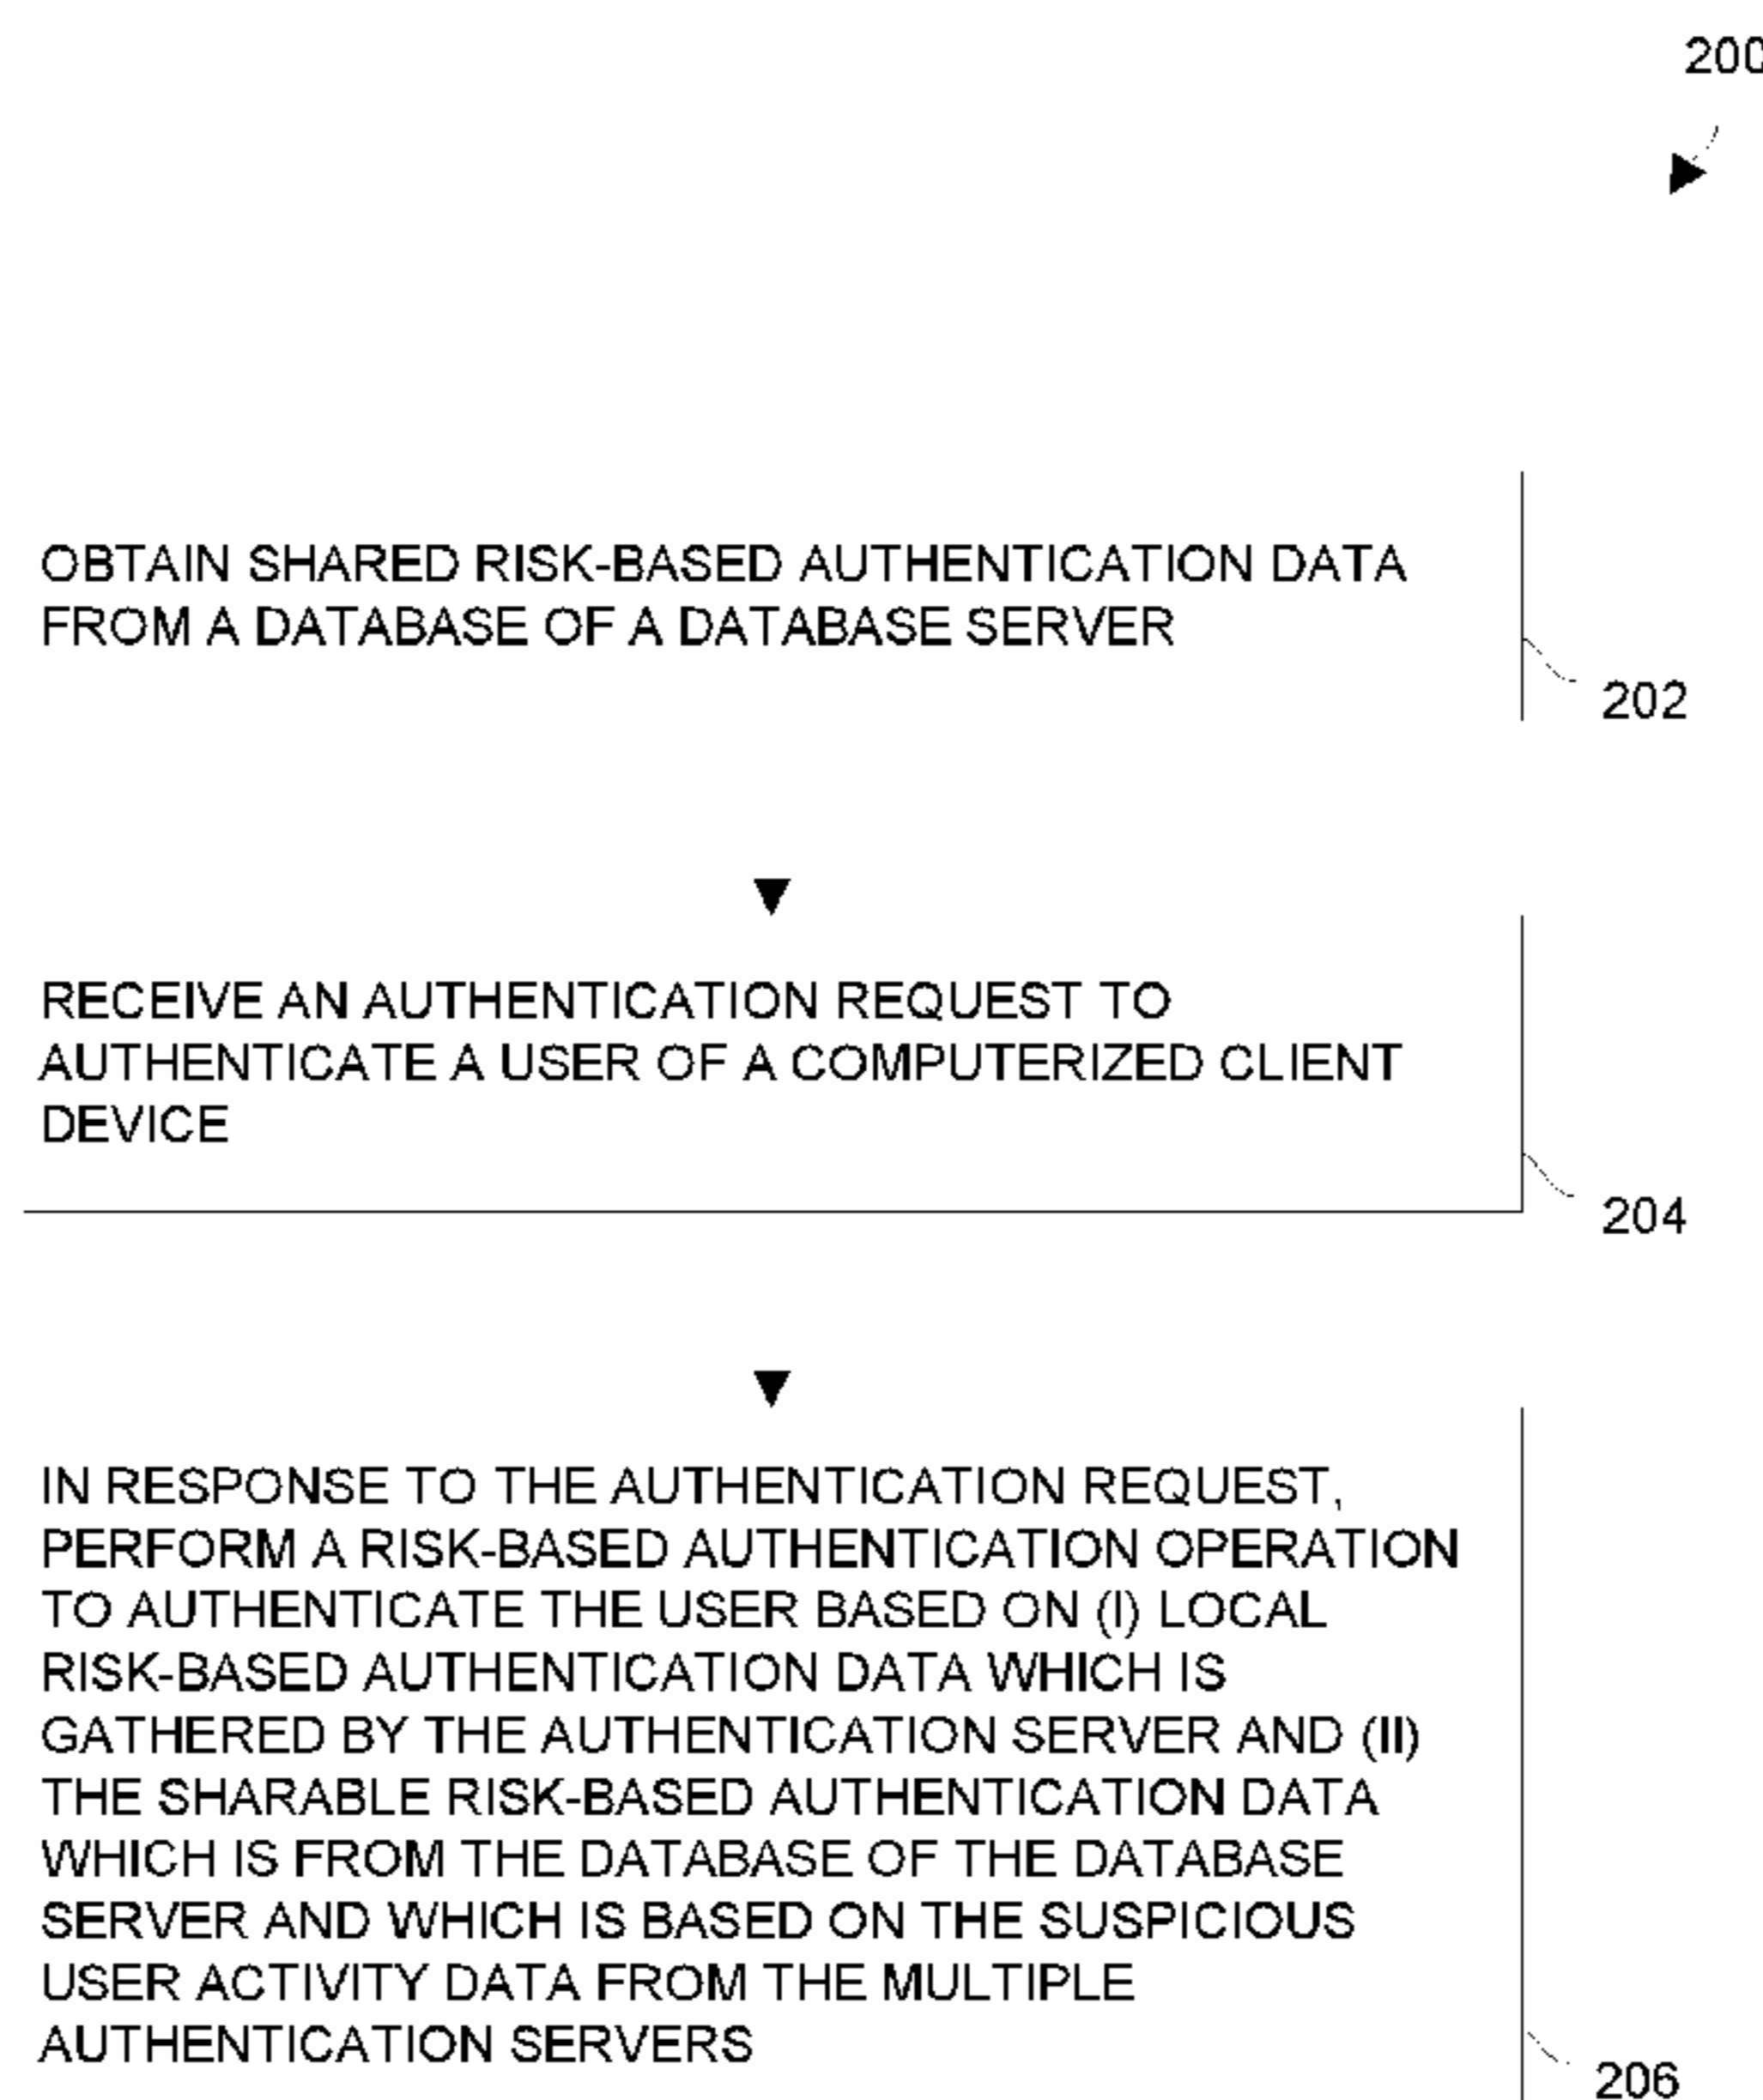 200
OBTAIN SHARED RISK-BASED AUTHENTICATION DATA
FROM A DATABASE OF A DATABASE SERVER
202
RECEIVE AN AUTHENTICATION REQUEST TO
AUTHENTICATE A USER OF A COMPUTERIZED CLIENT
DEVICE
204
IN RESPONSE TO THE AUTHENTICATION REQUEST,
PERFORM A RISK-BASED AUTHENTICATION OPERATION
TO AUTHENTICATE THE USER BASED ON (I) LOCAL
RISK-BASED AUTHENTICATION DATA WHICH IS
GATHERED BY THE AUTHENTICATION SERVER AND (II)
THE SHARABLE RISK-BASED AUTHENTICATION DATA
WHICH IS FROM THE DATABASE OF THE DATABASE
SERVER AND WHICH IS BASED ON THE SUSPICIOUS
USER ACTIVITY DATA FROM THE MULTIPLE
AUTHENTICATION SERVERS
206